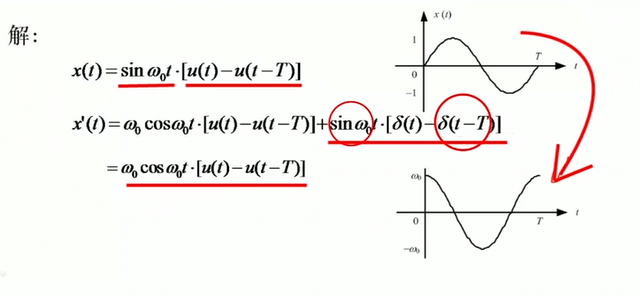 解：
x(t) = sin ω₀t·[u(t)−u(t−T)]
x'(t) = ω₀ cos ω₀t·[u(t)−u(t−T)]+sin ω₀t·[δ(t)−δ(t−T)]
= ω₀ cos ω₀t·[u(t)−u(t−T)]
x (t)
1
T
0
t
−1
ω₀
0
T
t
−ω₀